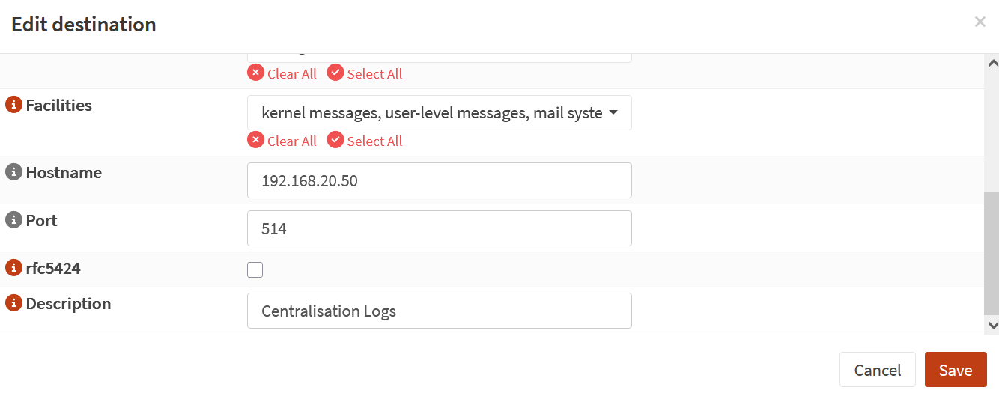 Edit destination
Clear All Select All
Facilities
kernel messages, user-level messages, mail syste
Clear All Select All
Hostname
192.168.20.50
Port
514
rfc5424
Description
Centralisation Logs
Cancel Save